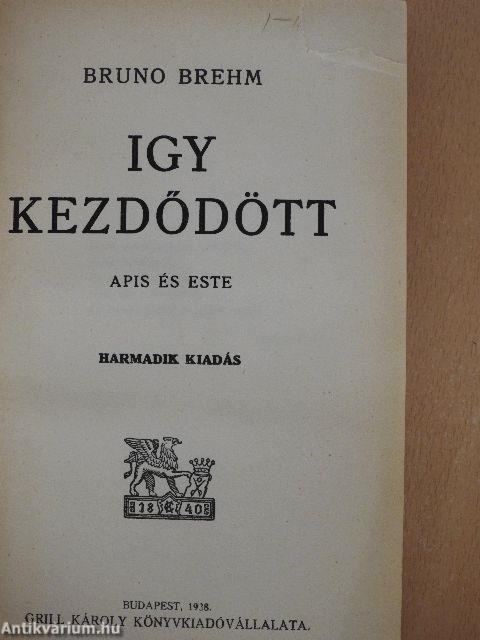 BRUNO BREHM
IGY
KEZDŐDÖTT
APIS ÉS ESTE
HARMADIK KIADÁS
18 40
BUDAPEST, 1938.
GRILL KÁROLY KÖNYVKIADÓVÁLLALATA.
Antikvarium.hu